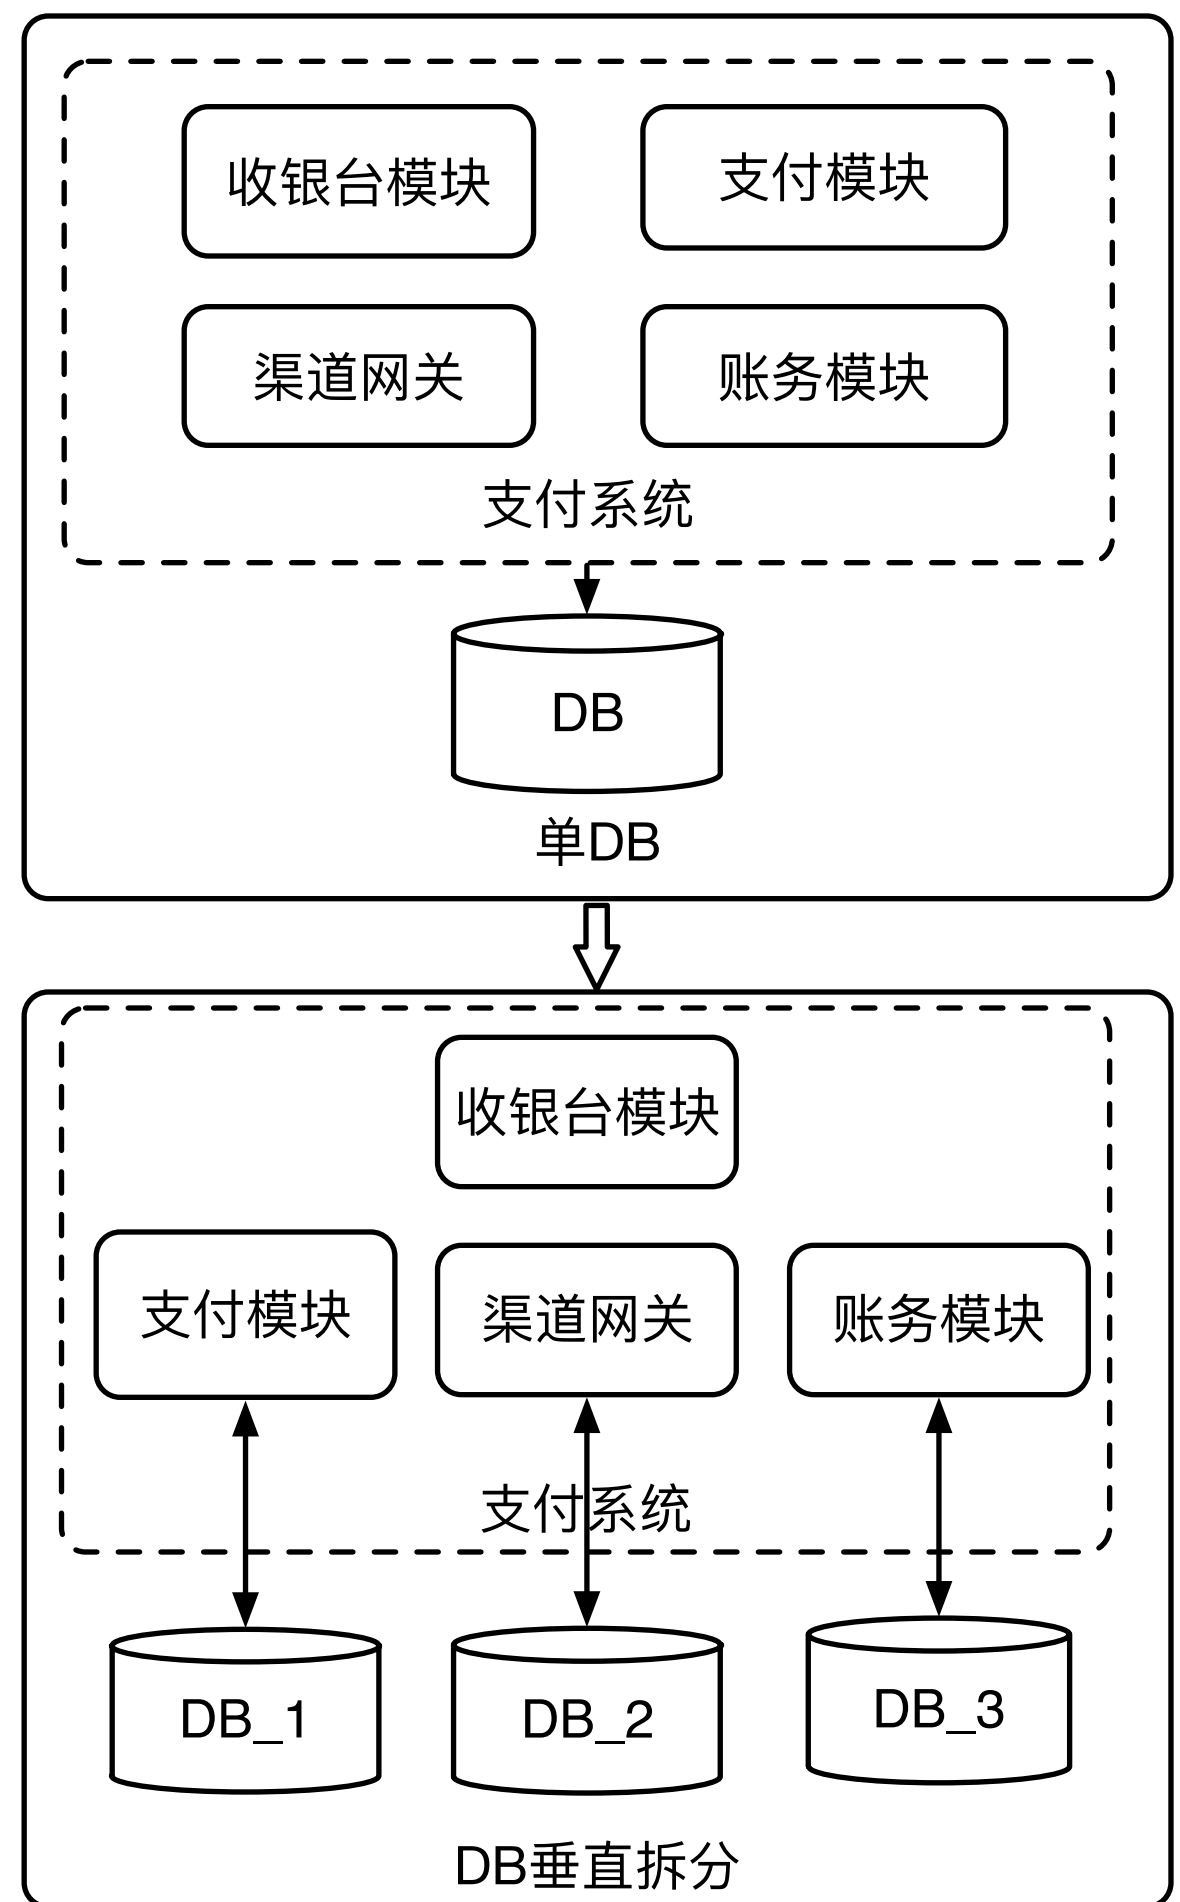 收银台模块
支付模块
渠道网关
账务模块
支付系统
DB
单DB
收银台模块
支付模块
渠道网关
账务模块
支付系统
DB_1
DB_2
DB_3
DB垂直拆分